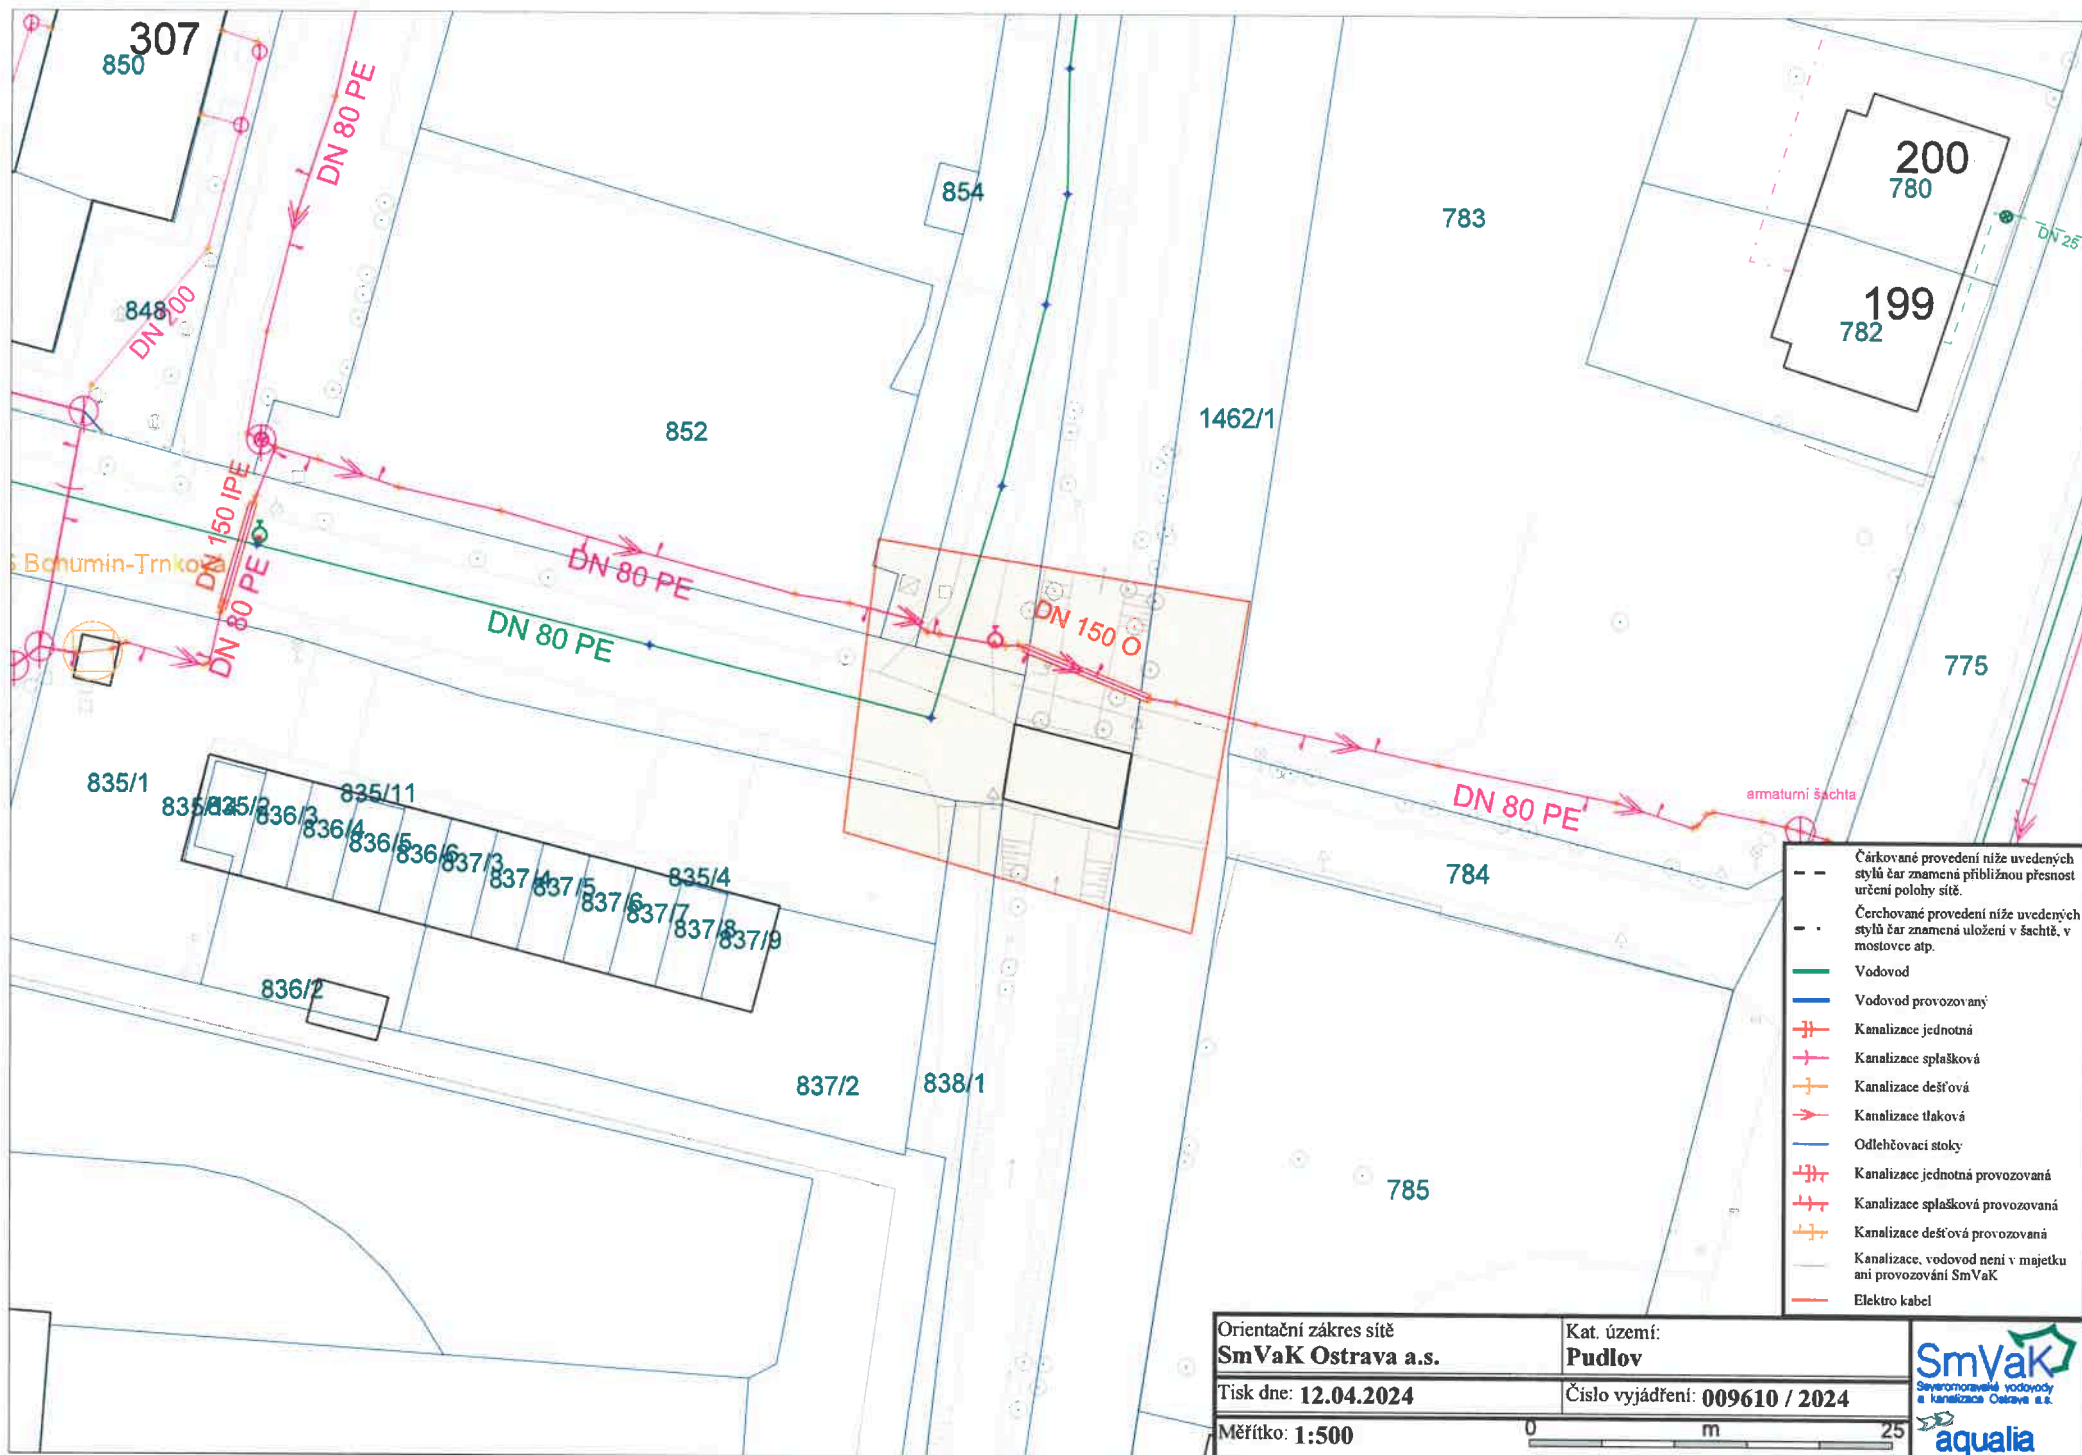 307
850
DN 80 PE
854
783
200
780
DN 25
199
782
848
DN 200
852
1462/1
DN 150 IPE
DN 80 PE
DN 80 PE
DN 80 PE
DN 150 O
775
835/1
835/2
835/11
836/3
836/4
836/5
836/6
837/3
837/4
837/5
837/6
837/7
837/8
837/9
835/4
836/2
837/2
838/1
DN 80 PE
armaturní šachta
784
785
Čárkované provedení níže uvedených
stylů čar znamená přibližnou přesnost
určení polohy sítě.
Čerchované provedení níže uvedených
stylů čar znamená uložení v šachtě, v
mostovce atp.
Vodovod
Vodovod provozovaný
Kanalizace jednotná
Kanalizace splašková
Kanalizace dešťová
Kanalizace tlaková
Odlehčovací stoky
Kanalizace jednotná provozovaná
Kanalizace splašková provozovaná
Kanalizace dešťová provozovaná
Kanalizace, vodovod není v majetku
ani provozování SmVaK
Elektro kabel
Orientační zákres sítě
SmVaK Ostrava a.s.
Kat. území:
Pudlov
Tisk dne: 12.04.2024
Číslo vyjádření: 009610 / 2024
Měřítko: 1:500
0 m 25
SmVaK
Severomoravské vodovody
a kanalizace Ostrava a.s.
aqualia